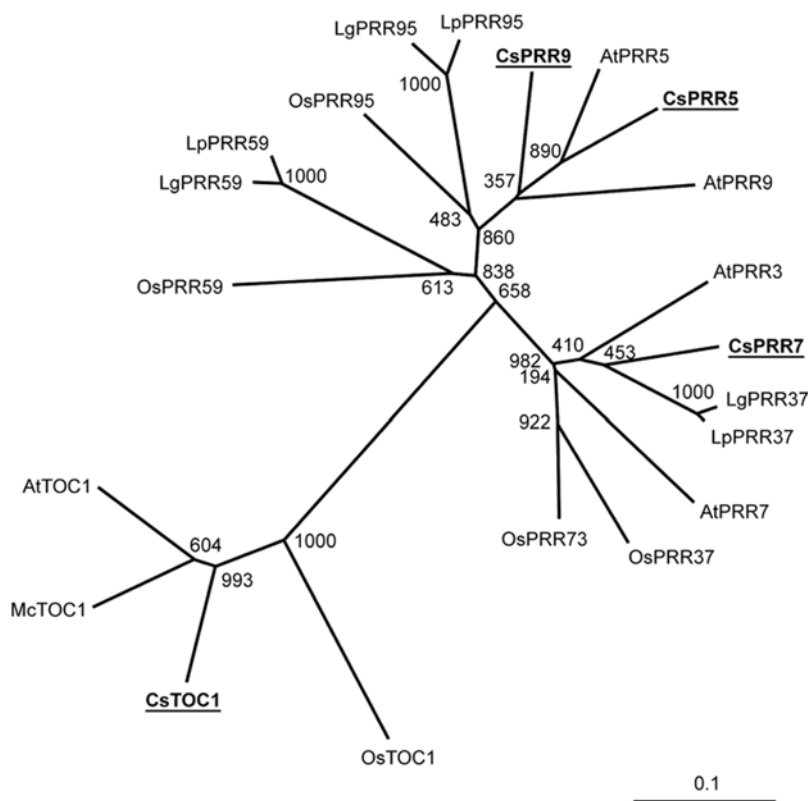 LgPRR95 LpPRR95
CsPRR9 AtPRR5
1000
OsPRR95
CsPRR5
LpPRR59
890
LgPRR59 1000
357
AtPRR9
483
860
838
AtPRR3
OsPRR59
613
658
410
453 CsPRR7
982
194
1000 LgPRR37
922
LpPRR37
AtTOC1
AtPRR7
604
1000
OsPRR73
OsPRR37
993
McTOC1
CsTOC1
OsTOC1
0.1